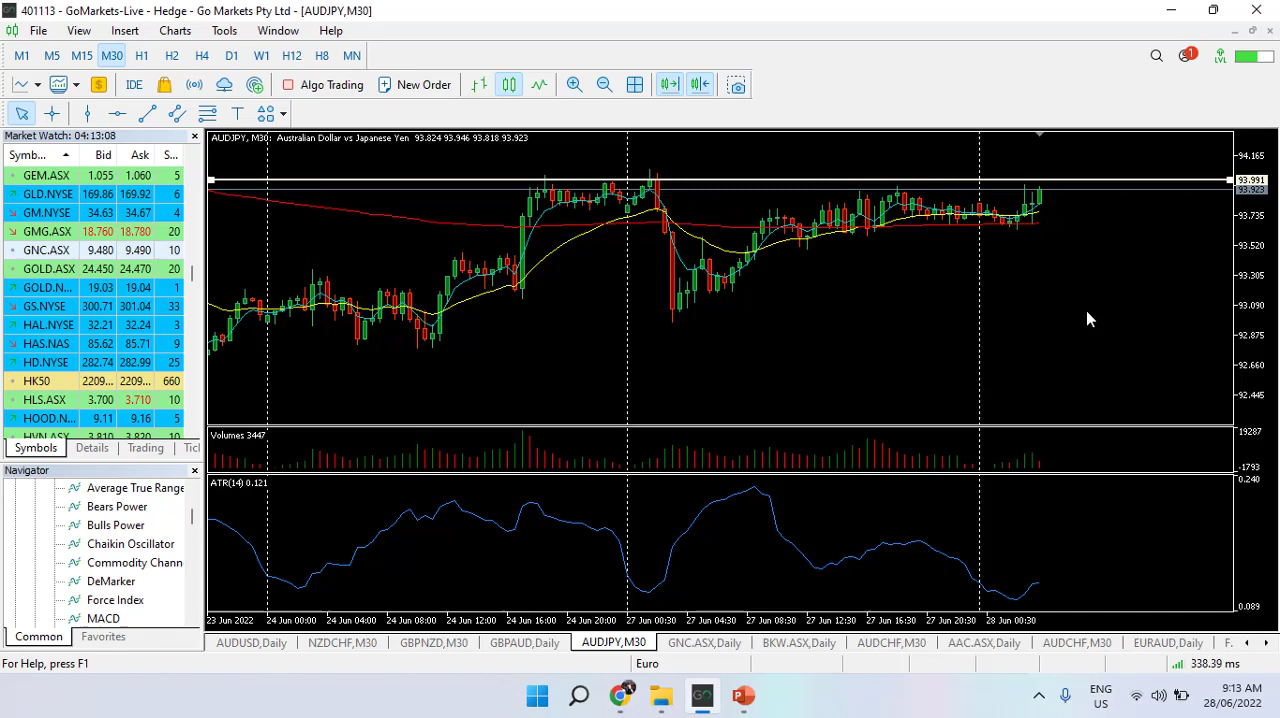 401113 - GoMarkets-Live - Hedge - Go Markets Pty Ltd - [AUDJPY,M30]
File View Insert Charts Tools Window Help
M1 M5 M15 M30 H1 H2 H4 D1 W1 H12 H8 MN
1 LVL
IDE Algo Trading New Order
Market Watch: 04:13:08
Symb... Bid Ask S...
GEM.ASX 1.055 1.060 5
GLD.NYSE 169.86 169.92 6
GM.NYSE 34.63 34.67 4
GMG.ASX 18.760 18.780 20
GNC.ASX 9.480 9.490 10
GOLD.ASX 24.450 24.470 20
GOLD.N... 19.03 19.04 1
GS.NYSE 300.71 301.04 33
HAL.NYSE 32.21 32.24 3
HAS.NAS 85.62 85.71 9
HD.NYSE 282.74 282.99 25
HK50 2209... 2209... 660
HLS.ASX 3.700 3.710 10
HOOD.N... 9.11 9.16 5
HVN.ASX 3.810 3.820 10
Symbols Details Trading Ticl
Navigator
Average True Range
Bears Power
Bulls Power
Chaikin Oscillator
Commodity Chann
DeMarker
Force Index
MACD
Common Favorites
AUDJPY, M30: Australian Dollar vs Japanese Yen 93.824 93.946 93.818 93.923
94.165
93.991
93.923
93.735
93.520
93.305
93.090
92.875
92.660
92.445
Volumes 3447
19287
-1793
ATR(14) 0.121
0.240
0.089
23 Jun 2022 24 Jun 00:00 24 Jun 04:00 24 Jun 08:00 24 Jun 12:00 24 Jun 16:00 24 Jun 20:00 27 Jun 00:30 27 Jun 04:30 27 Jun 08:30 27 Jun 12:30 27 Jun 16:30 27 Jun 20:30 28 Jun 00:30
AUDUSD,Daily NZDCHF,M30 GBPNZD,M30 GBPAUD,Daily AUDJPY,M30 GNC.ASX,Daily BKW.ASX,Daily AUDCHF,M30 AAC.ASX,Daily AUDCHF,M30 EURAUD,Daily F.
For Help, press F1 Euro 338.39 ms
GO
ENG
US
9:13 AM
28/06/2022